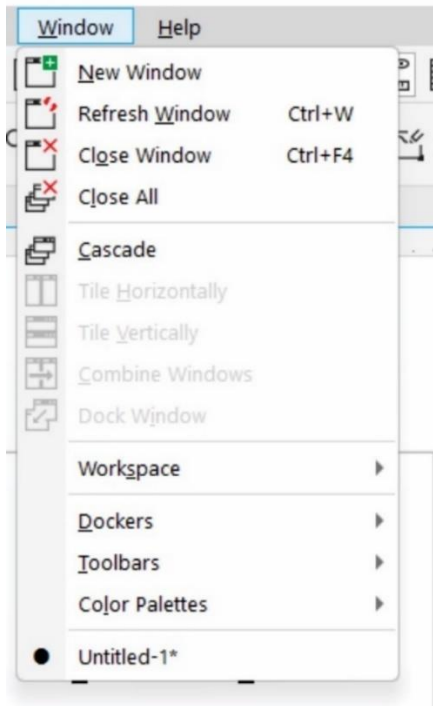 Window Help
New Window
Refresh Window Ctrl+W
Close Window Ctrl+F4
Close All
Cascade
Tile Horizontally
Tile Vertically
Combine Windows
Dock Window
Workspace
Dockers
Toolbars
Color Palettes
Untitled-1*